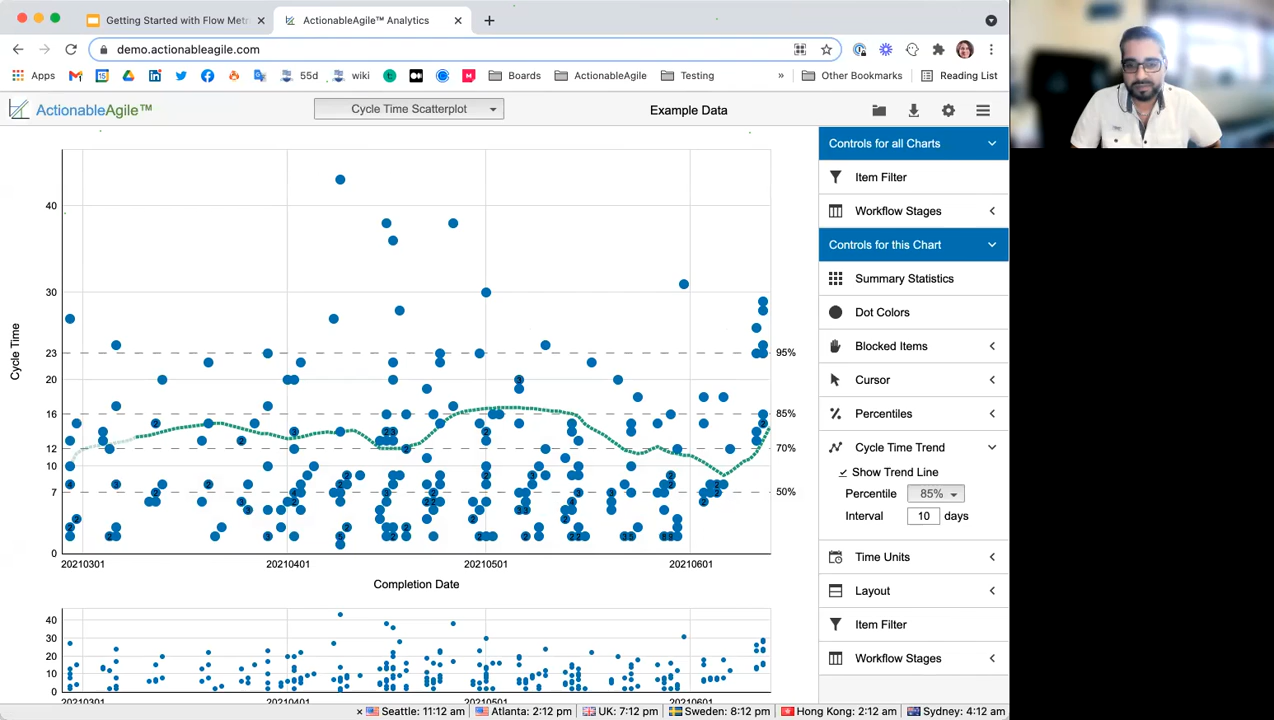 Getting Started with Flow Metr
ActionableAgile™ Analytics
demo.actionableagile.com
Apps
55d
wiki
Boards
ActionableAgile
Testing
»
Other Bookmarks
Reading List
ActionableAgile™
Cycle Time Scatterplot
Example Data
Controls for all Charts
Item Filter
Workflow Stages
Controls for this Chart
Summary Statistics
Dot Colors
Blocked Items
Cursor
Percentiles
Cycle Time Trend
Show Trend Line
Percentile 85%
Interval 10 days
Time Units
Layout
Item Filter
Workflow Stages
Cycle Time
40
30
23
20
16
12
10
7
0
95%
85%
70%
50%
20210301
20210401
20210501
20210601
Completion Date
40
30
20
10
0
20210301
20210401
20210501
20210601
× Seattle: 11:12 am Atlanta: 2:12 pm UK: 7:12 pm Sweden: 8:12 pm Hong Kong: 2:12 am Sydney: 4:12 am